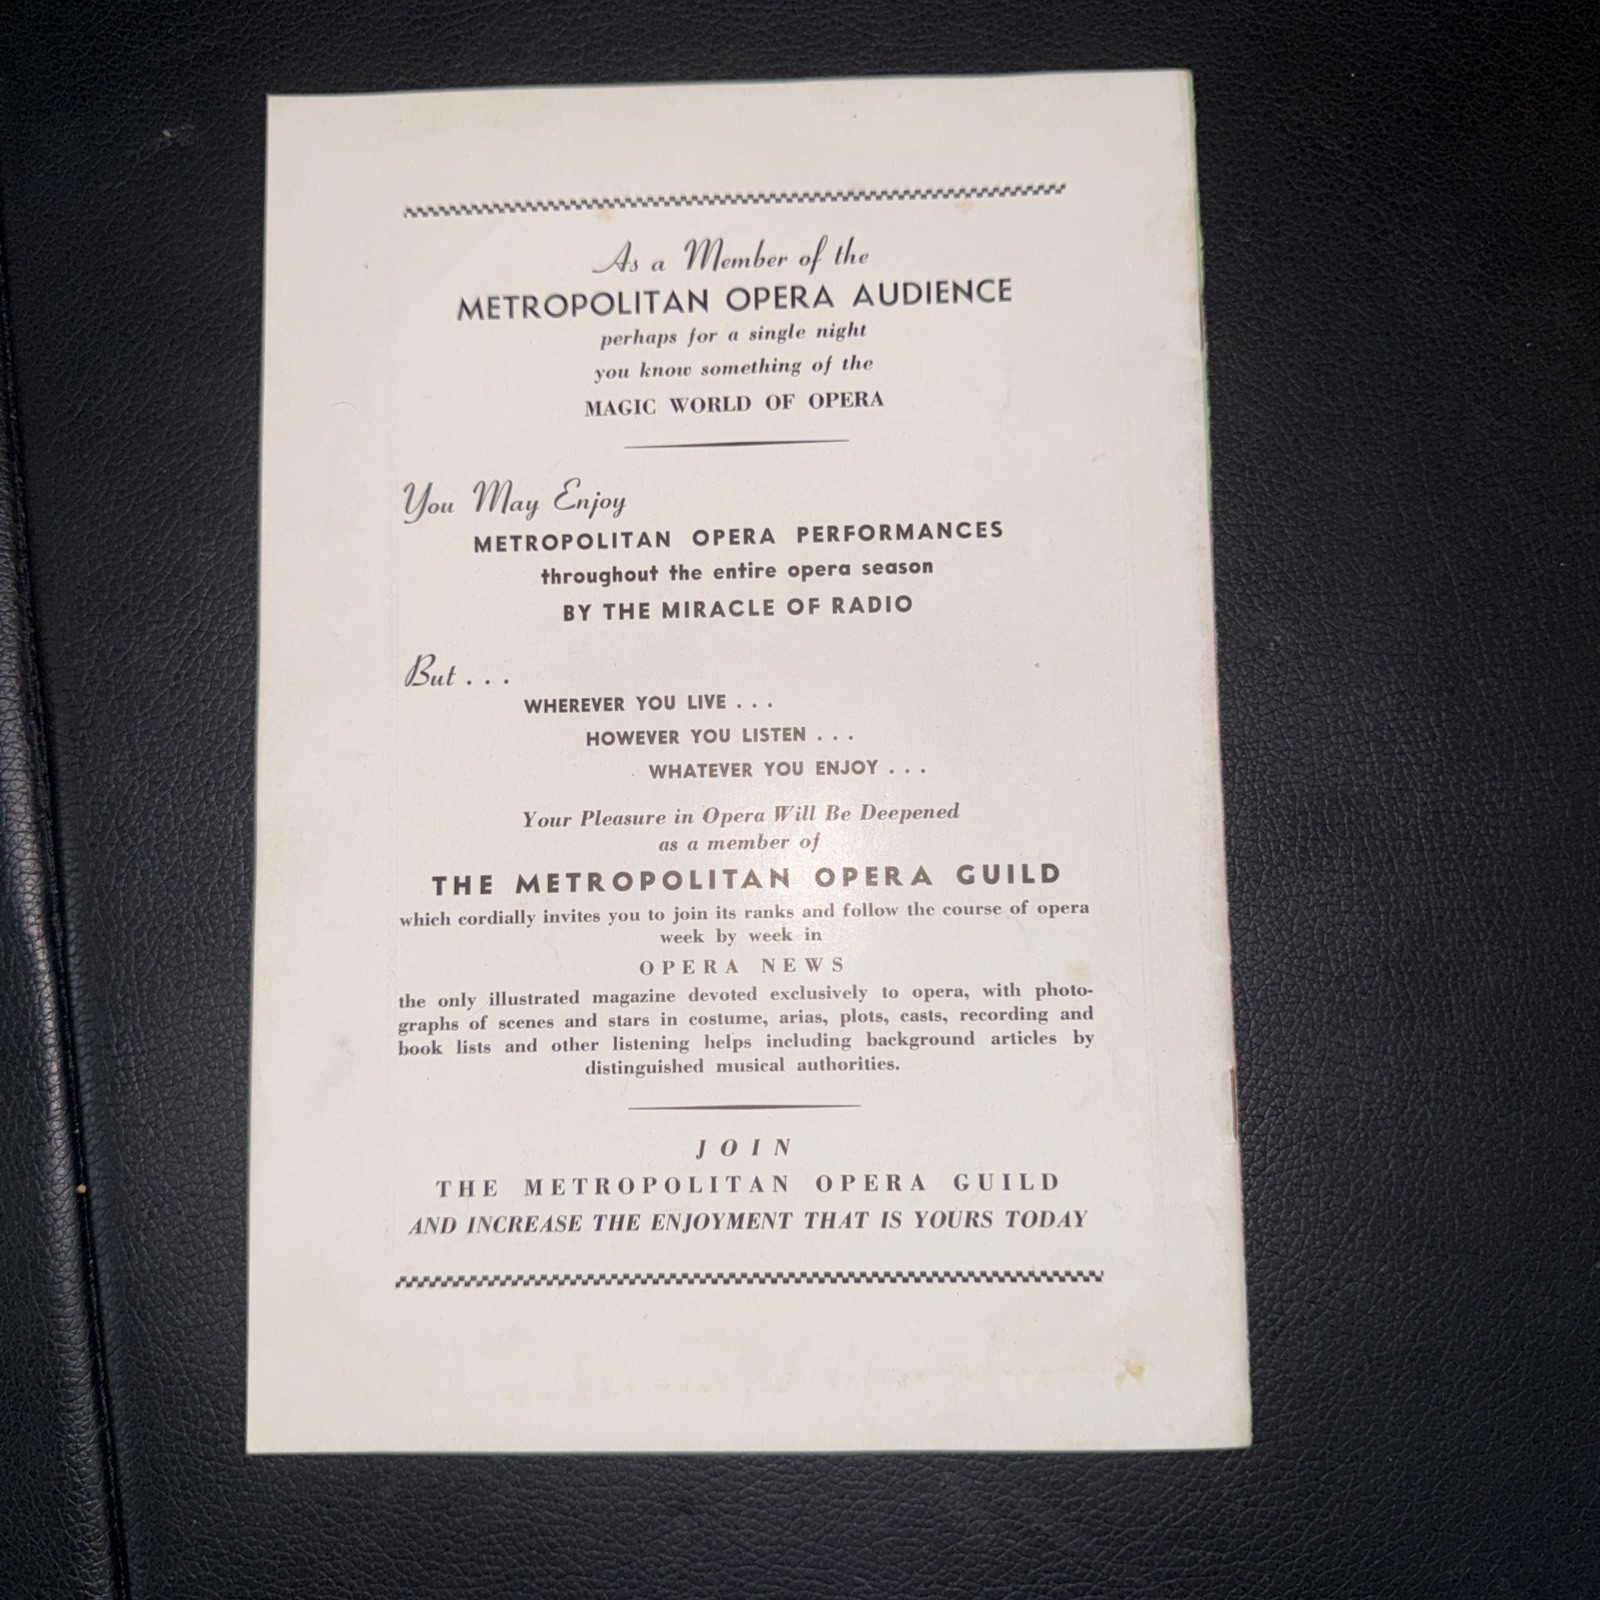 As a Member of the
METROPOLITAN OPERA AUDIENCE
perhaps for a single night
you know something of the
MAGIC WORLD OF OPERA
You May Enjoy
METROPOLITAN OPERA PERFORMANCES
throughout the entire opera season
BY THE MIRACLE OF RADIO
But . . .
WHEREVER YOU LIVE . . .
HOWEVER YOU LISTEN . . .
WHATEVER YOU ENJOY . . .
Your Pleasure in Opera Will Be Deepened
as a member of
THE METROPOLITAN OPERA GUILD
which cordially invites you to join its ranks and follow the course of opera
week by week in
OPERA NEWS
the only illustrated magazine devoted exclusively to opera, with photo-
graphs of scenes and stars in costume, arias, plots, casts, recording and
book lists and other listening helps including background articles by
distinguished musical authorities.
JOIN
THE METROPOLITAN OPERA GUILD
AND INCREASE THE ENJOYMENT THAT IS YOURS TODAY